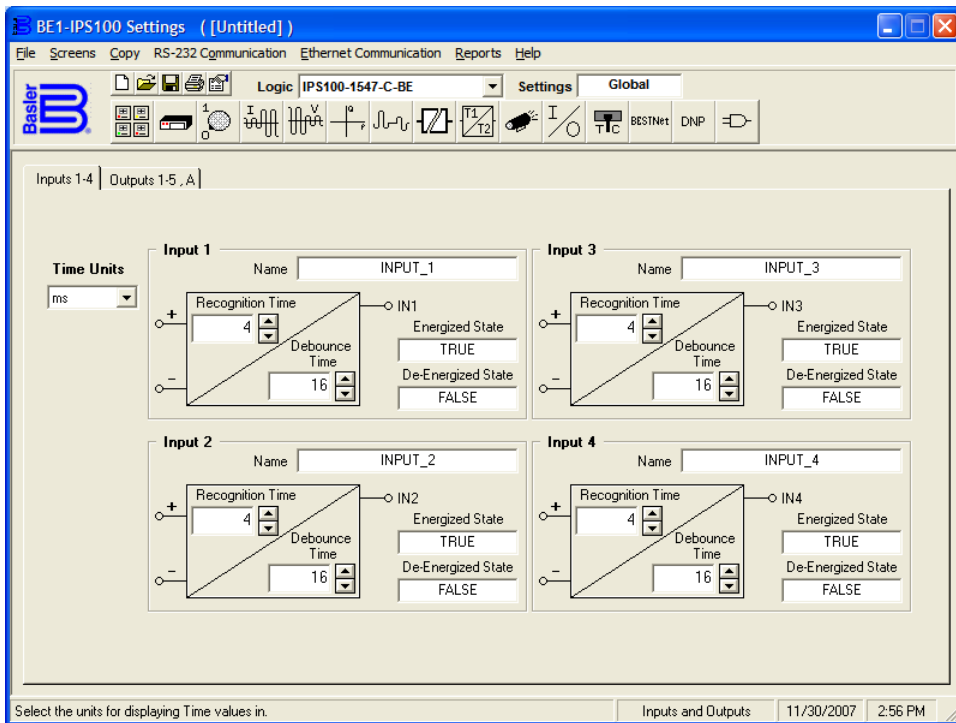 BE1-IPS100 Settings ( [Untitled] )
File Screens Copy RS-232 Communication Ethernet Communication Reports Help
Basler
Logic IPS100-1547-C-BE Settings Global
1 0 I V T1 T2 I/O TTC BESTNet DNP
Inputs 1-4 Outputs 1-5 , A
Time Units
ms
Input 1
Name INPUT_1
Recognition Time
4
Debounce Time
16
+
−
IN1
Energized State
TRUE
De-Energized State
FALSE
Input 3
Name INPUT_3
Recognition Time
4
Debounce Time
16
+
−
IN3
Energized State
TRUE
De-Energized State
FALSE
Input 2
Name INPUT_2
Recognition Time
4
Debounce Time
16
+
−
IN2
Energized State
TRUE
De-Energized State
FALSE
Input 4
Name INPUT_4
Recognition Time
4
Debounce Time
16
+
−
IN4
Energized State
TRUE
De-Energized State
FALSE
Select the units for displaying Time values in. Inputs and Outputs 11/30/2007 2:56 PM